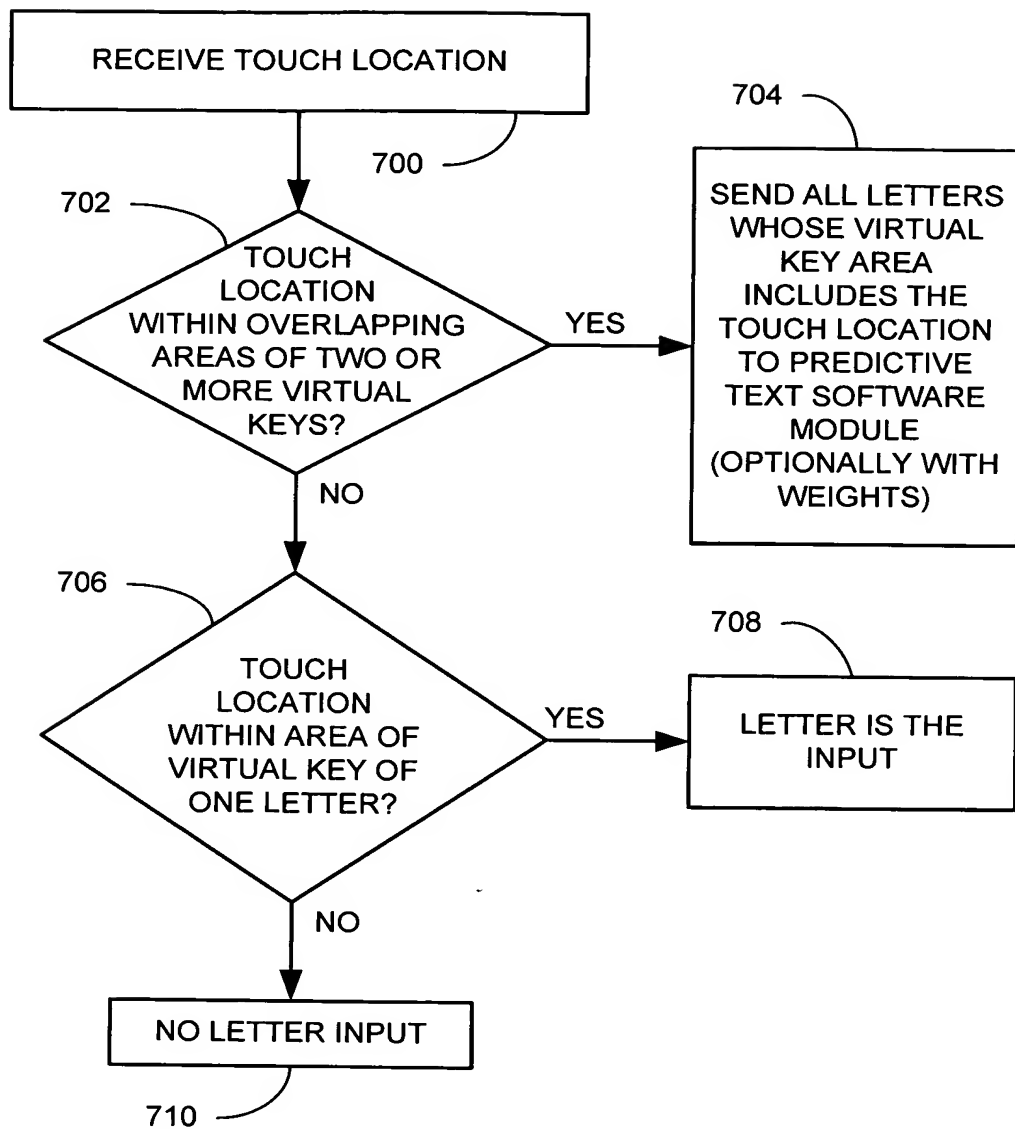 RECEIVE TOUCH LOCATION
700
702
TOUCH
LOCATION
WITHIN OVERLAPPING
AREAS OF TWO OR
MORE VIRTUAL
KEYS?
YES
704
SEND ALL LETTERS
WHOSE VIRTUAL
KEY AREA
INCLUDES THE
TOUCH LOCATION
TO PREDICTIVE
TEXT SOFTWARE
MODULE
(OPTIONALLY WITH
WEIGHTS)
NO
706
TOUCH
LOCATION
WITHIN AREA OF
VIRTUAL KEY OF
ONE LETTER?
YES
708
LETTER IS THE
INPUT
NO
NO LETTER INPUT
710